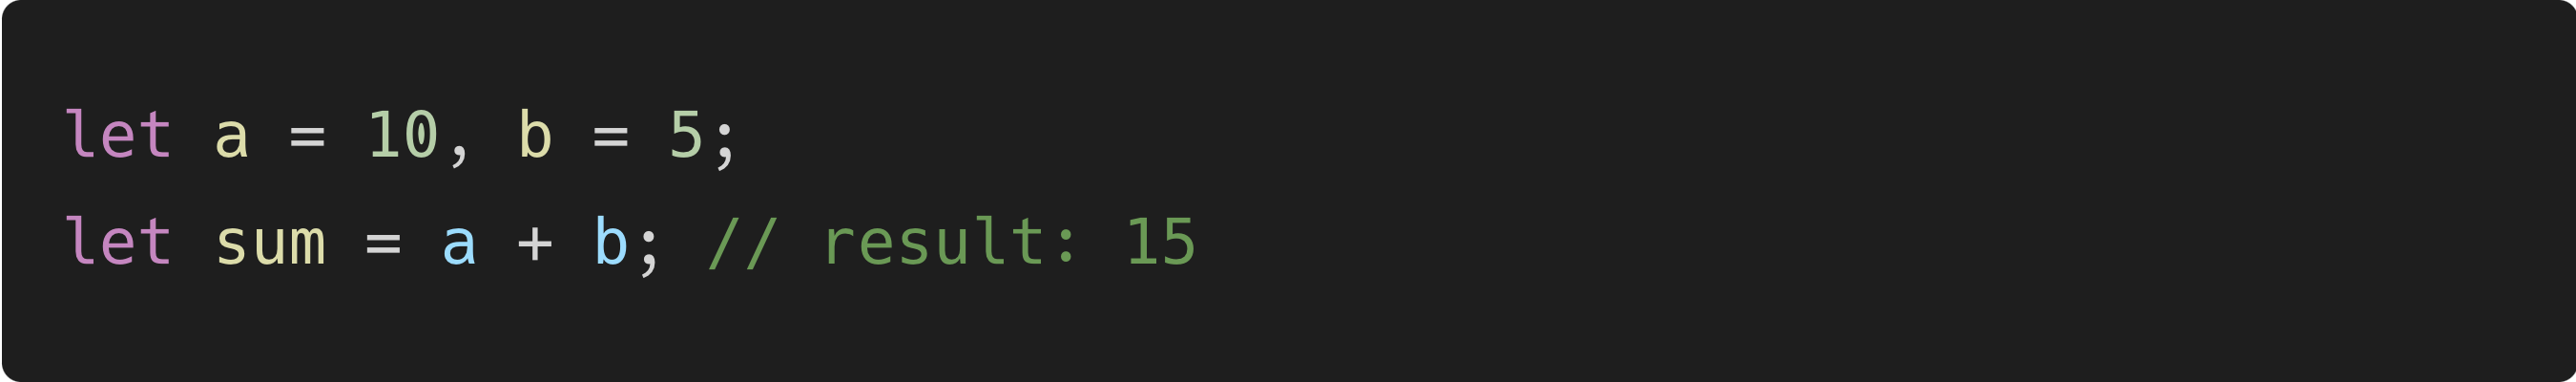 let a = 10, b = 5;
let sum = a + b; // result: 15